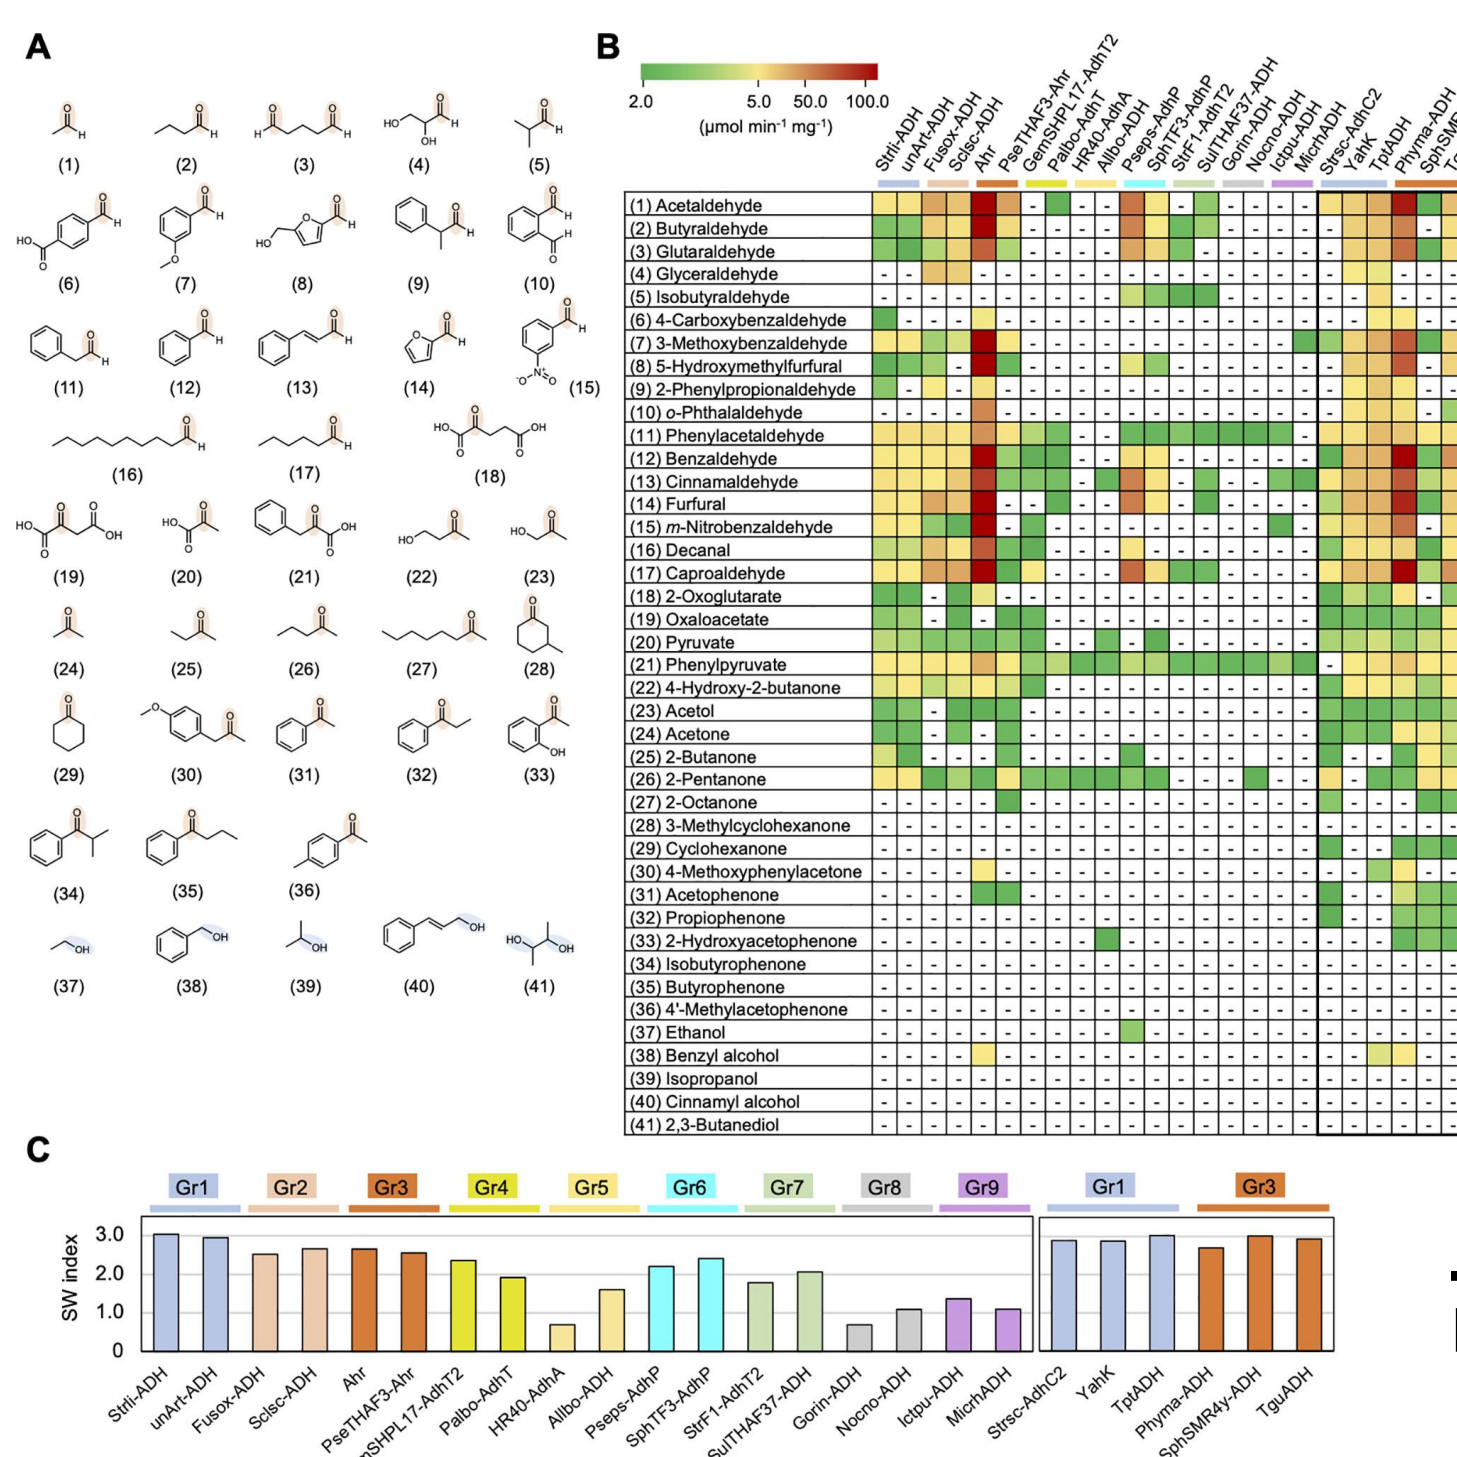 A
B
2.0 5.0 50.0 100.0
(µmol min⁻¹ mg⁻¹)
Strli-ADH
unArt-ADH
Fusox-ADH
Sclsc-ADH
Ahr
PseTHAF3-Ahr
GemSHPL17-AdhT2
Palbo-AdhT
HR40-AdhA
Allbo-ADH
Pseps-AdhP
SphTF3-AdhP
StrF1-AdhT2
SulTHAF37-ADH
Gorin-ADH
Nocno-ADH
Ictpu-ADH
MicrhADH
Strsc-AdhC2
YahK
TptADH
Phyma-ADH
SphSMR
(1) (2) (3) (4) (5)
(6) (7) (8) (9) (10)
(11) (12) (13) (14) (15)
(16) (17) (18)
(19) (20) (21) (22) (23)
(24) (25) (26) (27) (28)
(29) (30) (31) (32) (33)
(34) (35) (36)
(37) (38) (39) (40) (41)
(1) Acetaldehyde
(2) Butyraldehyde
(3) Glutaraldehyde
(4) Glyceraldehyde
(5) Isobutyraldehyde
(6) 4-Carboxybenzaldehyde
(7) 3-Methoxybenzaldehyde
(8) 5-Hydroxymethylfurfural
(9) 2-Phenylpropionaldehyde
(10) o-Phthalaldehyde
(11) Phenylacetaldehyde
(12) Benzaldehyde
(13) Cinnamaldehyde
(14) Furfural
(15) m-Nitrobenzaldehyde
(16) Decanal
(17) Caproaldehyde
(18) 2-Oxoglutarate
(19) Oxaloacetate
(20) Pyruvate
(21) Phenylpyruvate
(22) 4-Hydroxy-2-butanone
(23) Acetol
(24) Acetone
(25) 2-Butanone
(26) 2-Pentanone
(27) 2-Octanone
(28) 3-Methylcyclohexanone
(29) Cyclohexanone
(30) 4-Methoxyphenylacetone
(31) Acetophenone
(32) Propiophenone
(33) 2-Hydroxyacetophenone
(34) Isobutyrophenone
(35) Butyrophenone
(36) 4'-Methylacetophenone
(37) Ethanol
(38) Benzyl alcohol
(39) Isopropanol
(40) Cinnamyl alcohol
(41) 2,3-Butanediol
C
Gr1 Gr2 Gr3 Gr4 Gr5 Gr6 Gr7 Gr8 Gr9 Gr1 Gr3
SW index
3.0
2.0
1.0
0
Strli-ADH
unArt-ADH
Fusox-ADH
Sclsc-ADH
Ahr
PseTHAF3-Ahr
mSHPL17-AdhT2
Palbo-AdhT
HR40-AdhA
Allbo-ADH
Pseps-AdhP
SphTF3-AdhP
StrF1-AdhT2
SulTHAF37-ADH
Gorin-ADH
Nocno-ADH
Ictpu-ADH
MicrhADH
Strsc-AdhC2
YahK
TptADH
Phyma-ADH
SphSMR4y-ADH
TguADH